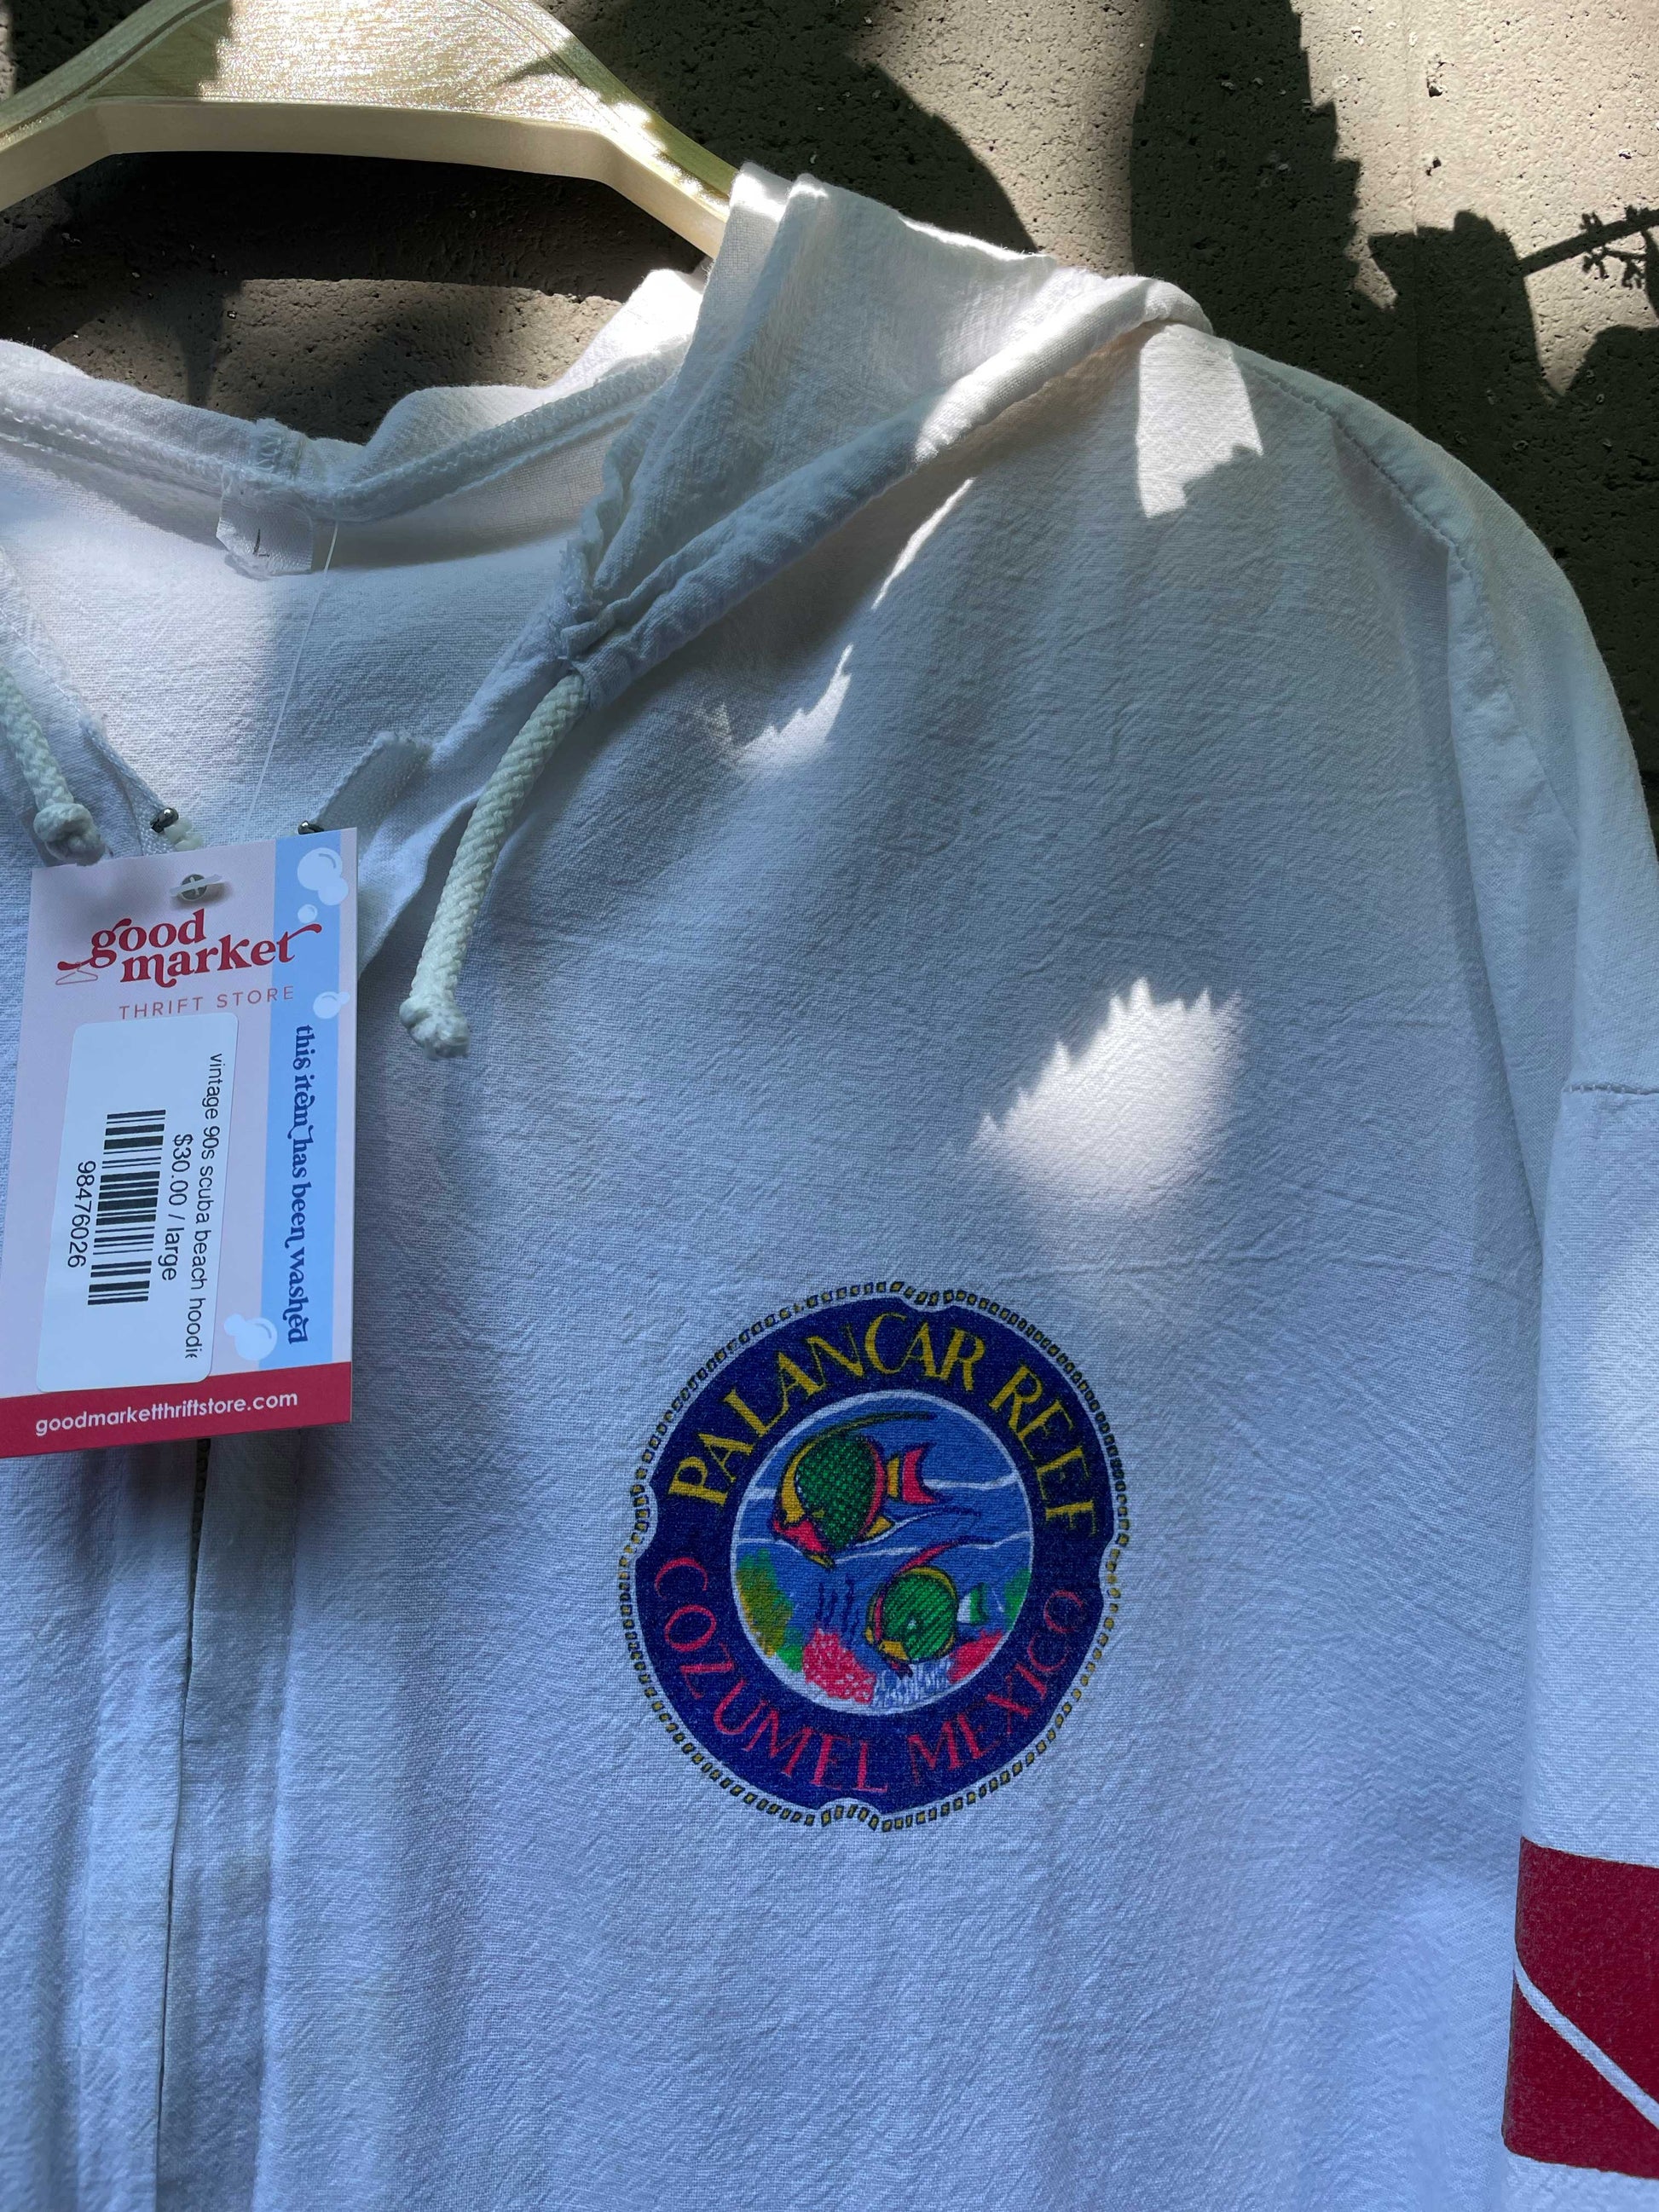 L
good
market
THRIFT STORE
this item has been washed
vintage 90s scuba beach hoodie
$30.00 / large
98476026
goodmarketthriftstore.com
PALANCAR REEF
COZUMEL MEXICO